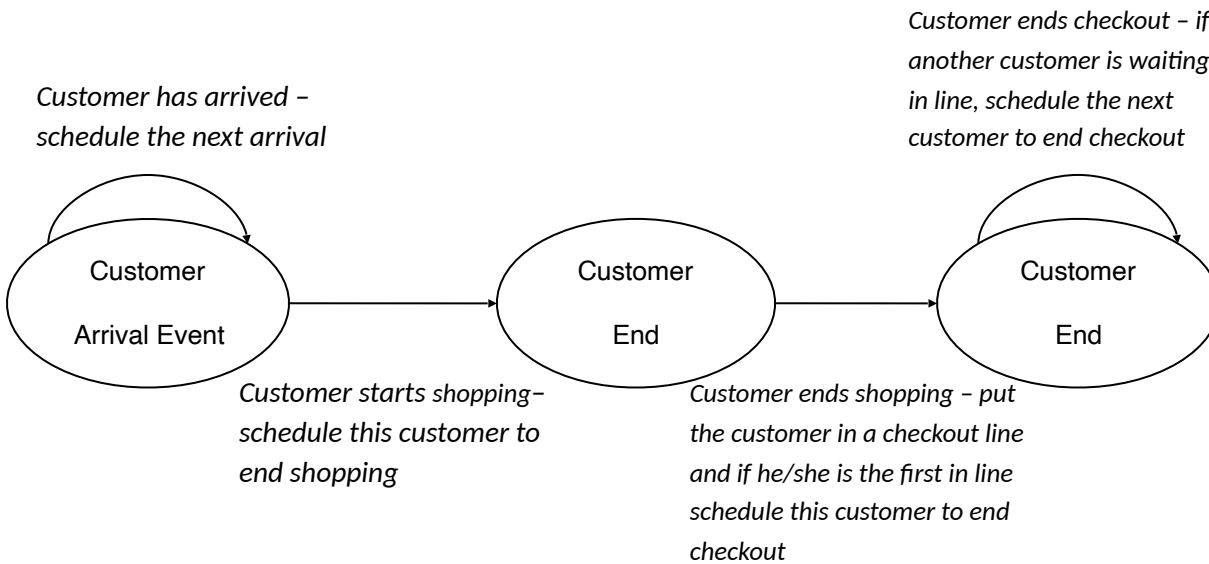 Customer ends checkout – if
another customer is waiting
in line, schedule the next
customer to end checkout
Customer has arrived –
schedule the next arrival
Customer
Arrival Event
Customer
End
Customer
End
Customer starts shopping–
schedule this customer to
end shopping
Customer ends shopping – put
the customer in a checkout line
and if he/she is the first in line
schedule this customer to end
checkout